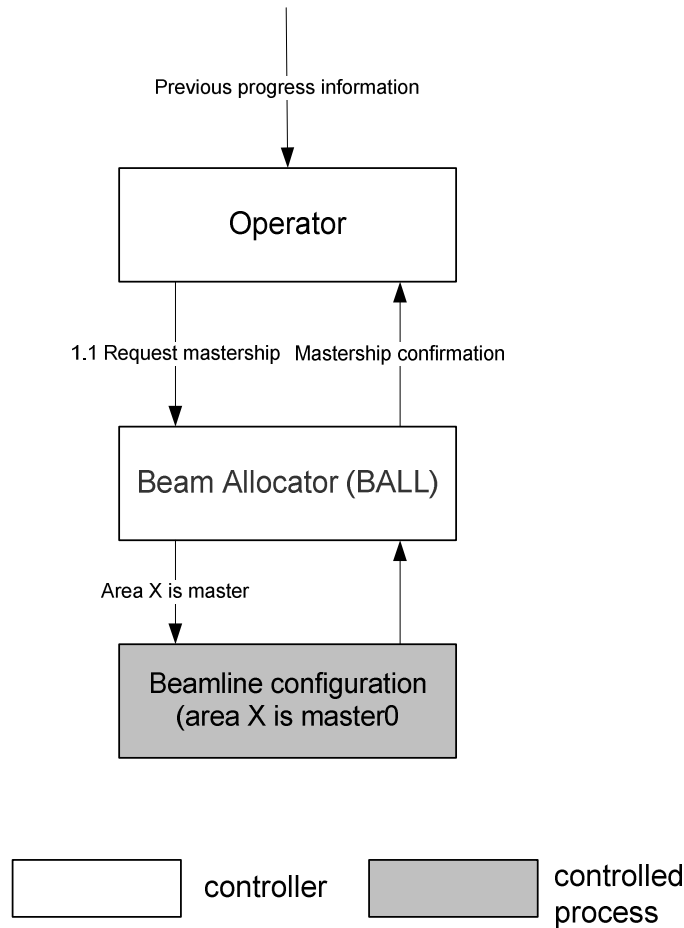 Previous progress information
Operator
1.1 Request mastership
Mastership confirmation
Beam Allocator (BALL)
Area X is master
Beamline configuration
(area X is master0
controller
controlled
process